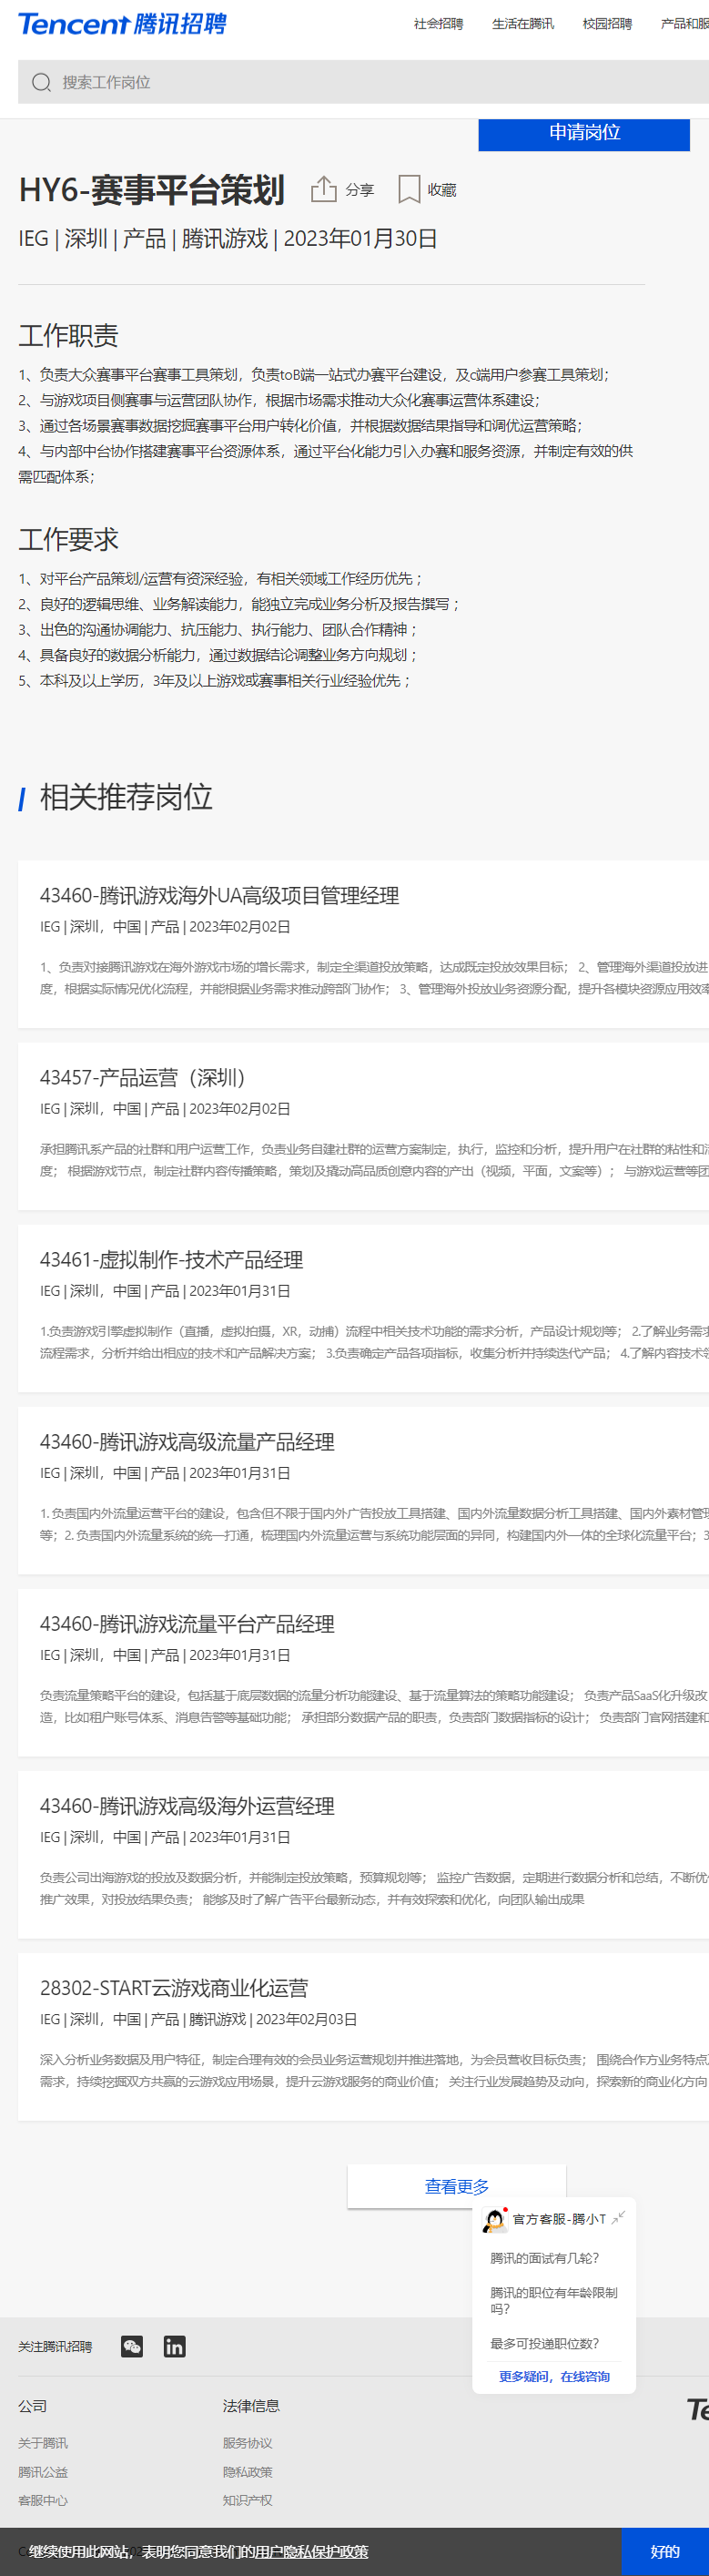 Tencent 腾讯招聘
社会招聘 生活在腾讯 校园招聘 产品和服
搜索工作岗位
申请岗位
HY6-赛事平台策划 分享 收藏
IEG | 深圳 | 产品 | 腾讯游戏 | 2023年01月30日
工作职责
1、负责大众赛事平台赛事工具策划，负责toB端一站式办赛平台建设，及c端用户参赛工具策划；
2、与游戏项目侧赛事与运营团队协作，根据市场需求推动大众化赛事运营体系建设；
3、通过各场景赛事数据挖掘赛事平台用户转化价值，并根据数据结果指导和调优运营策略；
4、与内部中台协作搭建赛事平台资源体系，通过平台化能力引入办赛和服务资源，并制定有效的供
需匹配体系；
工作要求
1、对平台产品策划/运营有资深经验，有相关领域工作经历优先；
2、良好的逻辑思维、业务解读能力，能独立完成业务分析及报告撰写；
3、出色的沟通协调能力、抗压能力、执行能力、团队合作精神；
4、具备良好的数据分析能力，通过数据结论调整业务方向规划；
5、本科及以上学历，3年及以上游戏或赛事相关行业经验优先；
相关推荐岗位
43460-腾讯游戏海外UA高级项目管理经理
IEG | 深圳，中国 | 产品 | 2023年02月02日
1、负责对接腾讯游戏在海外游戏市场的增长需求，制定全渠道投放策略，达成既定投放效果目标； 2、管理海外渠道投放进
度，根据实际情况优化流程，并能根据业务需求推动跨部门协作； 3、管理海外投放业务资源分配，提升各模块资源应用效率
43457-产品运营（深圳）
IEG | 深圳，中国 | 产品 | 2023年02月02日
承担腾讯系产品的社群和用户运营工作，负责业务自建社群的运营方案制定，执行，监控和分析，提升用户在社群的粘性和活
度； 根据游戏节点，制定社群内容传播策略，策划及撬动高品质创意内容的产出（视频，平面，文案等）； 与游戏运营等团
43461-虚拟制作-技术产品经理
IEG | 深圳，中国 | 产品 | 2023年01月31日
1.负责游戏引擎虚拟制作（直播，虚拟拍摄，XR，动捕）流程中相关技术功能的需求分析，产品设计规划等； 2.了解业务需求
流程需求，分析并给出相应的技术和产品解决方案； 3.负责确定产品各项指标，收集分析并持续迭代产品； 4.了解内容技术领
43460-腾讯游戏高级流量产品经理
IEG | 深圳，中国 | 产品 | 2023年01月31日
1. 负责国内外流量运营平台的建设，包含但不限于国内外广告投放工具搭建、国内外流量数据分析工具搭建、国内外素材管理
等；2. 负责国内外流量系统的统一打通，梳理国内外流量运营与系统功能层面的异同，构建国内外一体的全球化流量平台；3
43460-腾讯游戏流量平台产品经理
IEG | 深圳，中国 | 产品 | 2023年01月31日
负责流量策略平台的建设，包括基于底层数据的流量分析功能建设、基于流量算法的策略功能建设； 负责产品SaaS化升级改
造，比如租户账号体系、消息告警等基础功能； 承担部分数据产品的职责，负责部门数据指标的设计； 负责部门官网搭建和
43460-腾讯游戏高级海外运营经理
IEG | 深圳，中国 | 产品 | 2023年01月31日
负责公司出海游戏的投放及数据分析，并能制定投放策略，预算规划等； 监控广告数据，定期进行数据分析和总结，不断优
推广效果，对投放结果负责； 能够及时了解广告平台最新动态，并有效探索和优化，向团队输出成果
28302-START云游戏商业化运营
IEG | 深圳，中国 | 产品 | 腾讯游戏 | 2023年02月03日
深入分析业务数据及用户特征，制定合理有效的会员业务运营规划并推进落地，为会员营收目标负责； 围绕合作方业务特点
需求，持续挖掘双方共赢的云游戏应用场景，提升云游戏服务的商业价值； 关注行业发展趋势及动向，探索新的商业化方向
查看更多
官方客服-腾小T
腾讯的面试有几轮？
腾讯的职位有年龄限制
吗？
最多可投递职位数？
更多疑问，在线咨询
关注腾讯招聘
公司 法律信息
Te
关于腾讯 服务协议
腾讯公益 隐私政策
客服中心 知识产权
继续使用此网站，表明您同意我们的用户隐私保护政策 好的